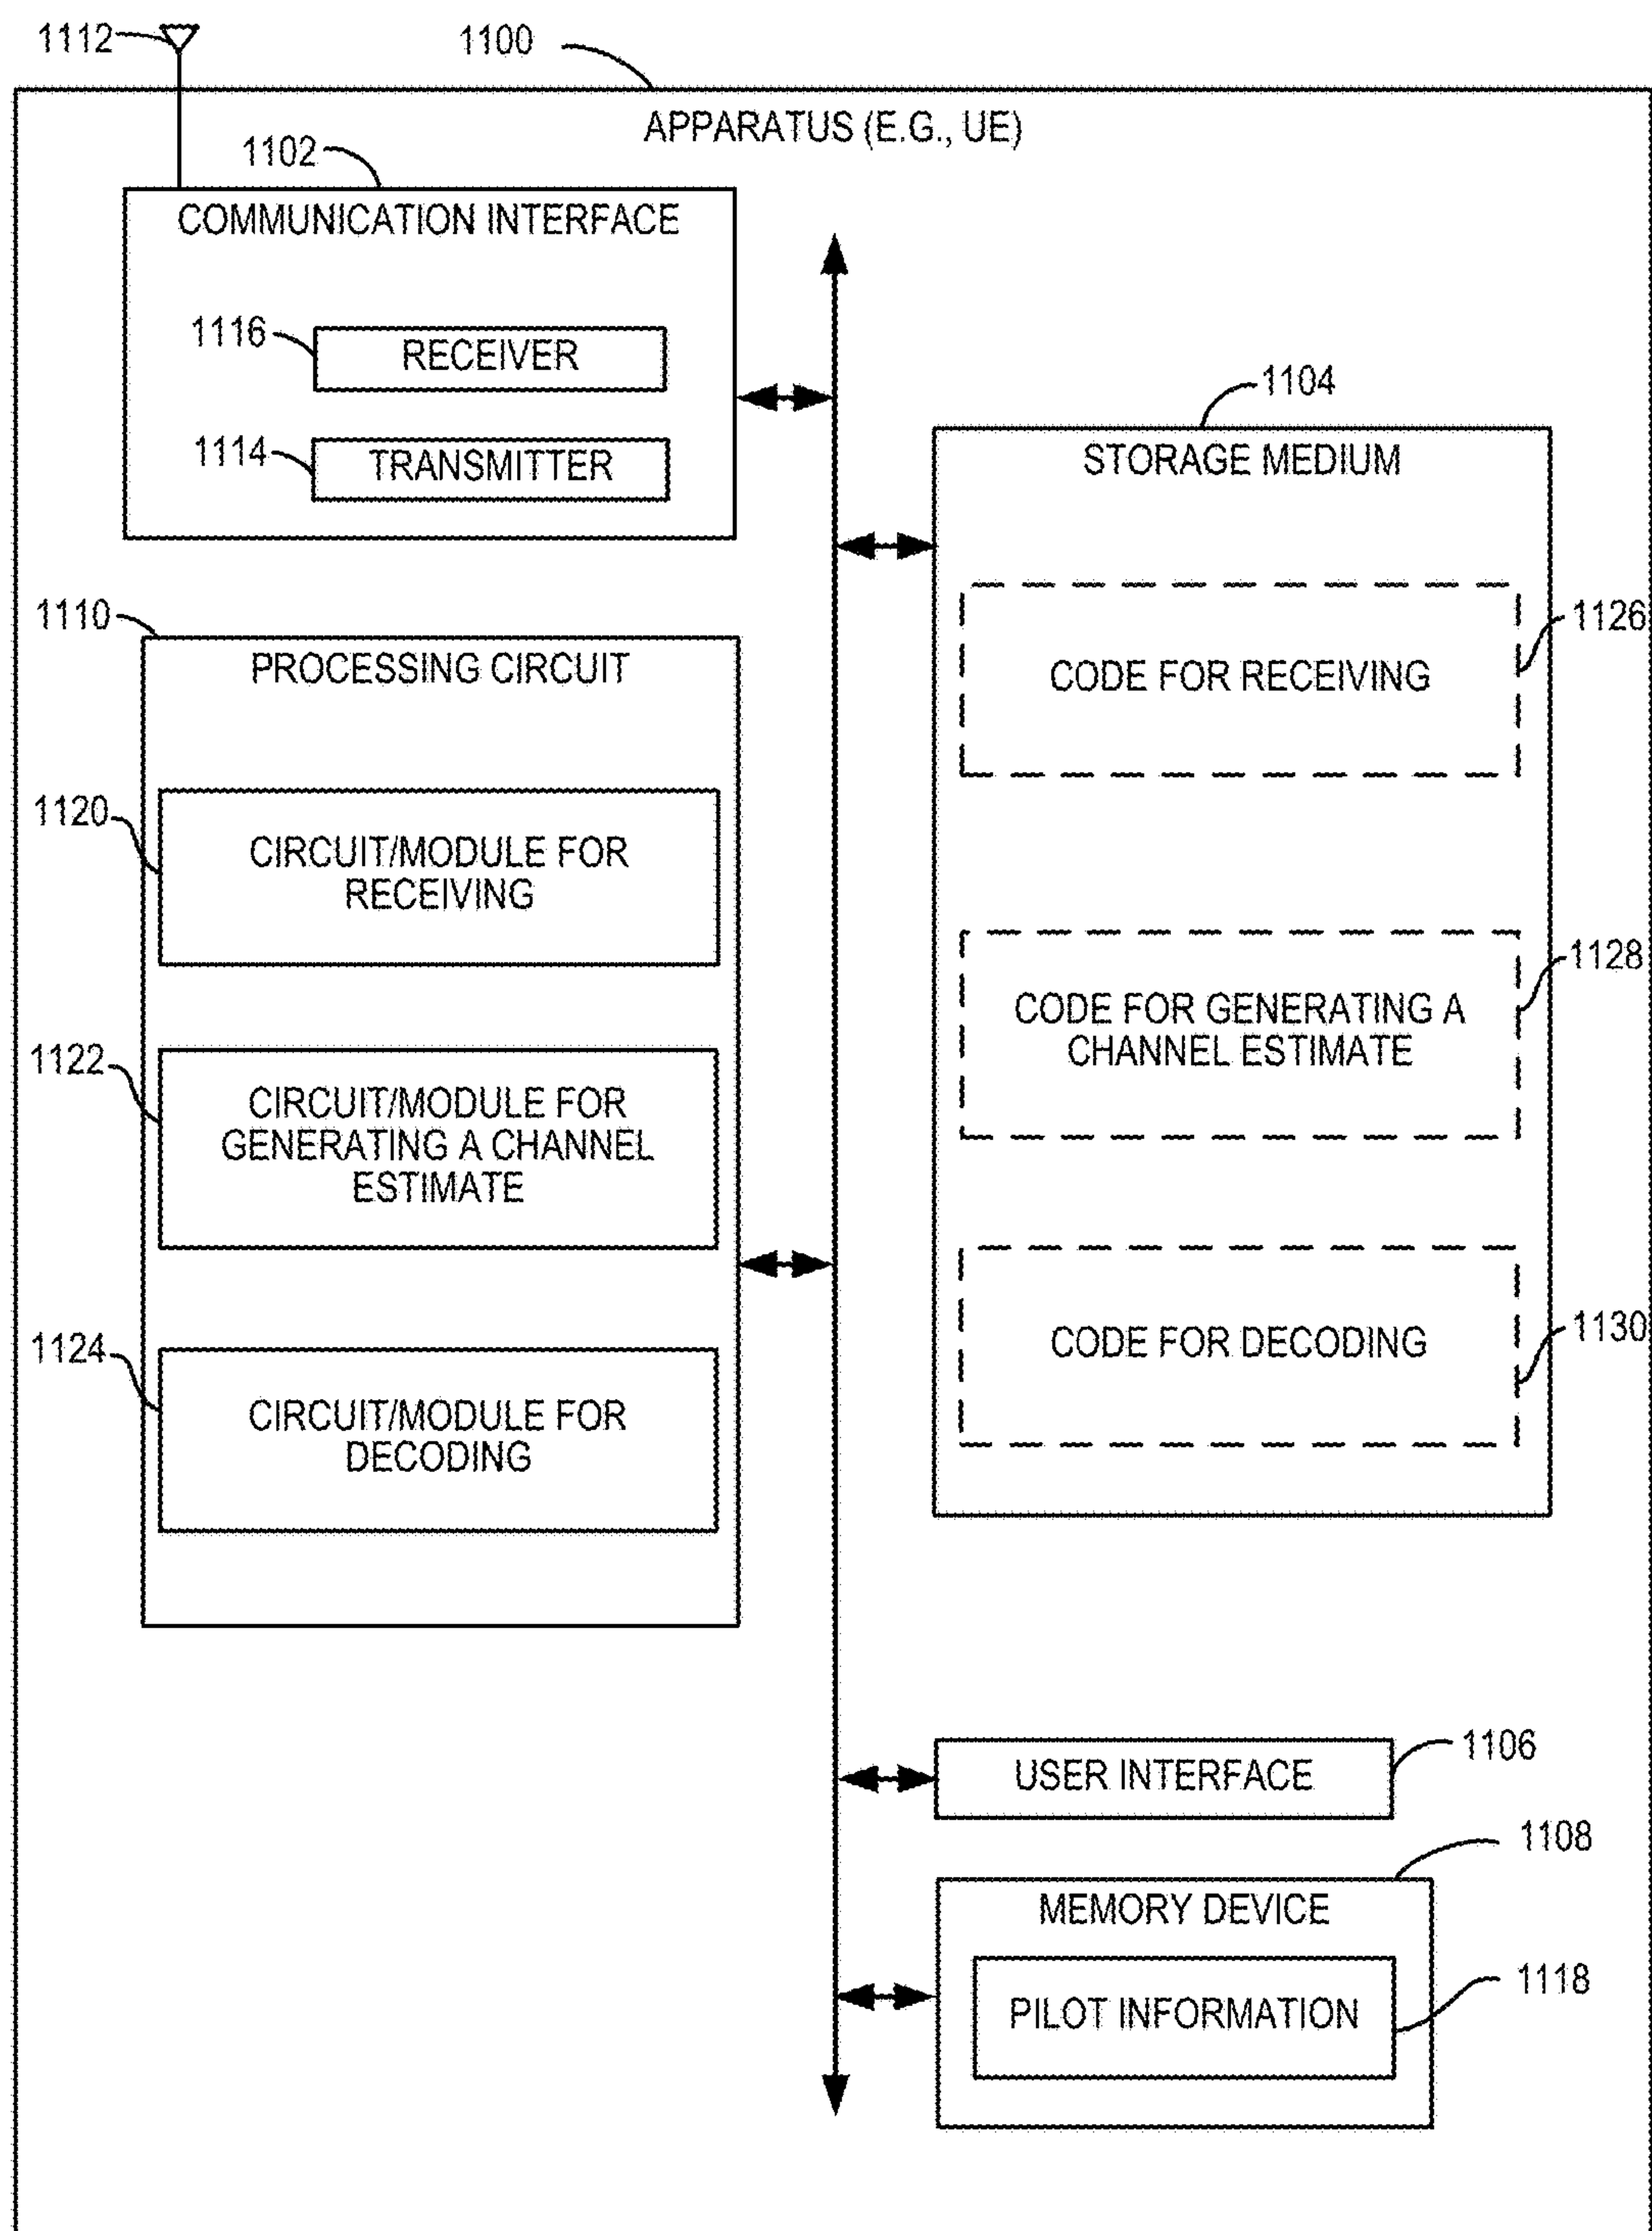 1112
1100
APPARATUS (E.G., UE)
1102
COMMUNICATION INTERFACE
1116
RECEIVER
1114
TRANSMITTER
1104
STORAGE MEDIUM
1110
PROCESSING CIRCUIT
1126
CODE FOR RECEIVING
1120
CIRCUIT/MODULE FOR
RECEIVING
1128
CODE FOR GENERATING A
CHANNEL ESTIMATE
1122
CIRCUIT/MODULE FOR
GENERATING A CHANNEL
ESTIMATE
1130
CODE FOR DECODING
1124
CIRCUIT/MODULE FOR
DECODING
1106
USER INTERFACE
1108
MEMORY DEVICE
1118
PILOT INFORMATION